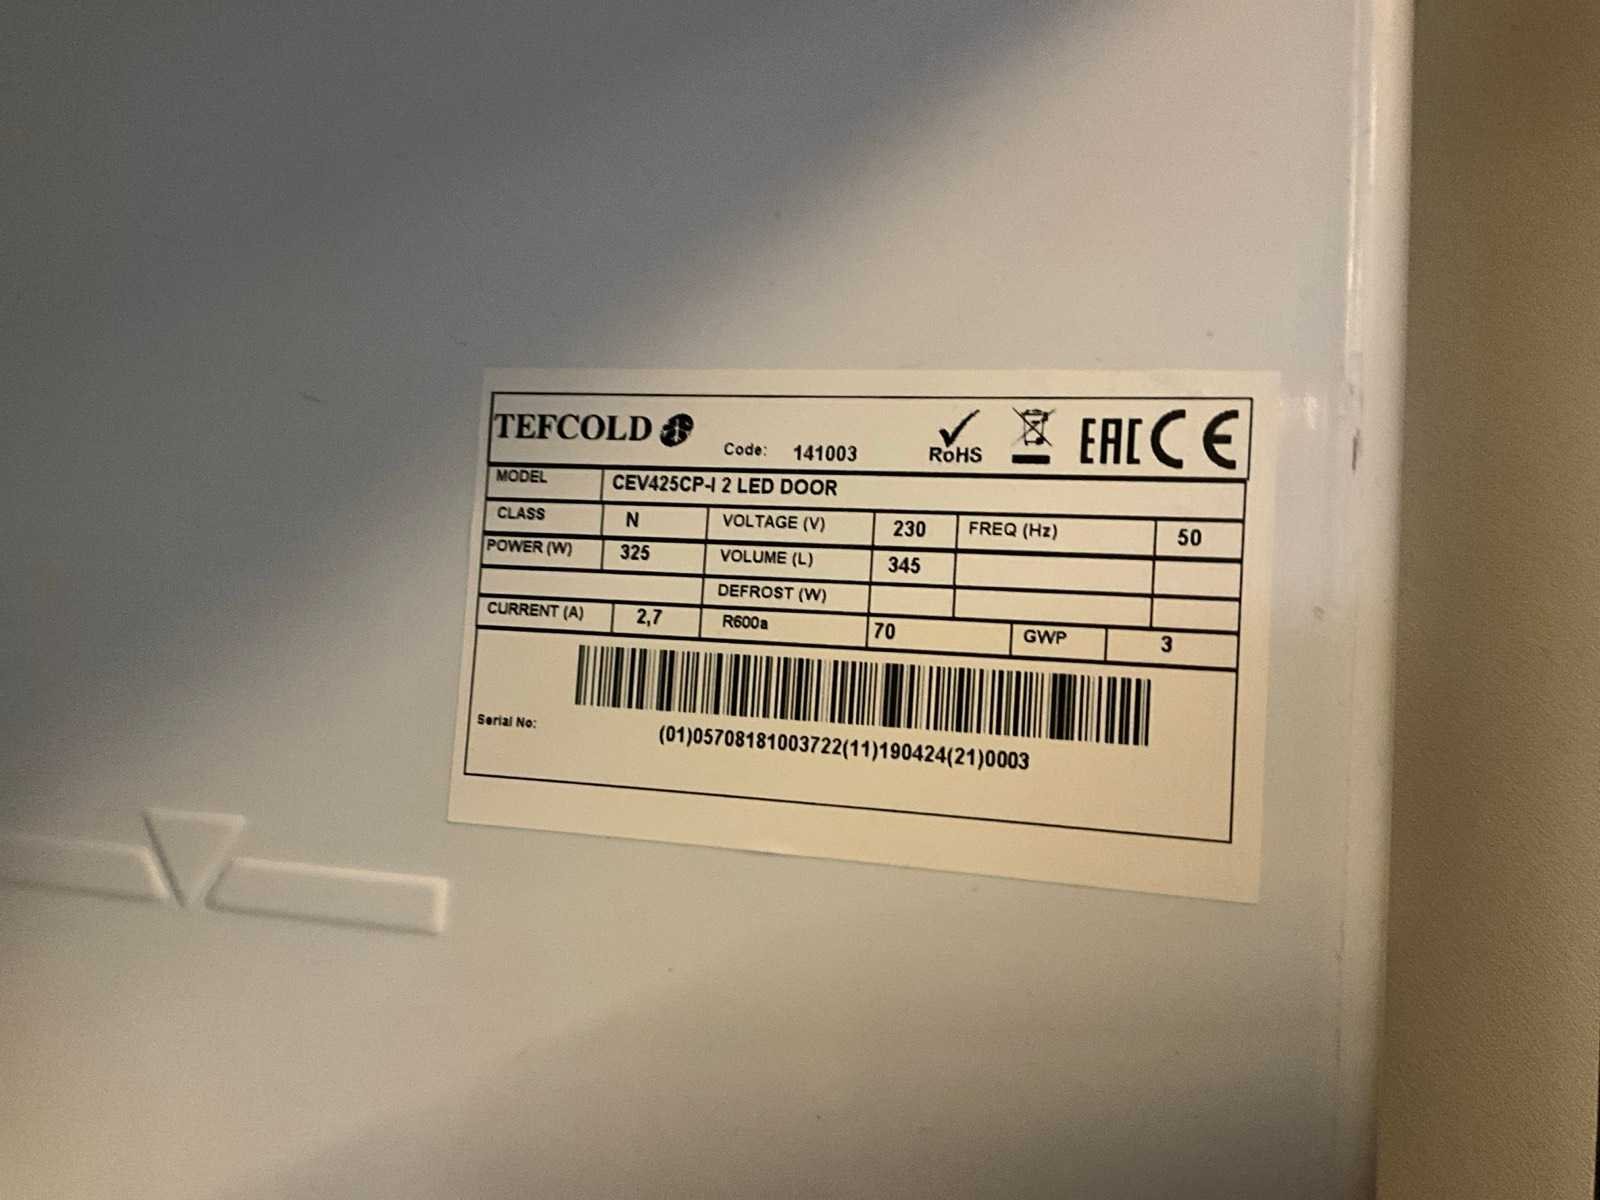 TEFCOLD Code: 141003 RoHS EAC CE
MODEL CEV425CP-I 2 LED DOOR
CLASS N VOLTAGE (V) 230 FREQ (Hz) 50
POWER (W) 325 VOLUME (L) 345
DEFROST (W)
CURRENT (A) 2,7 R600a 70 GWP 3
Serial No: (01)05708181003722(11)190424(21)0003